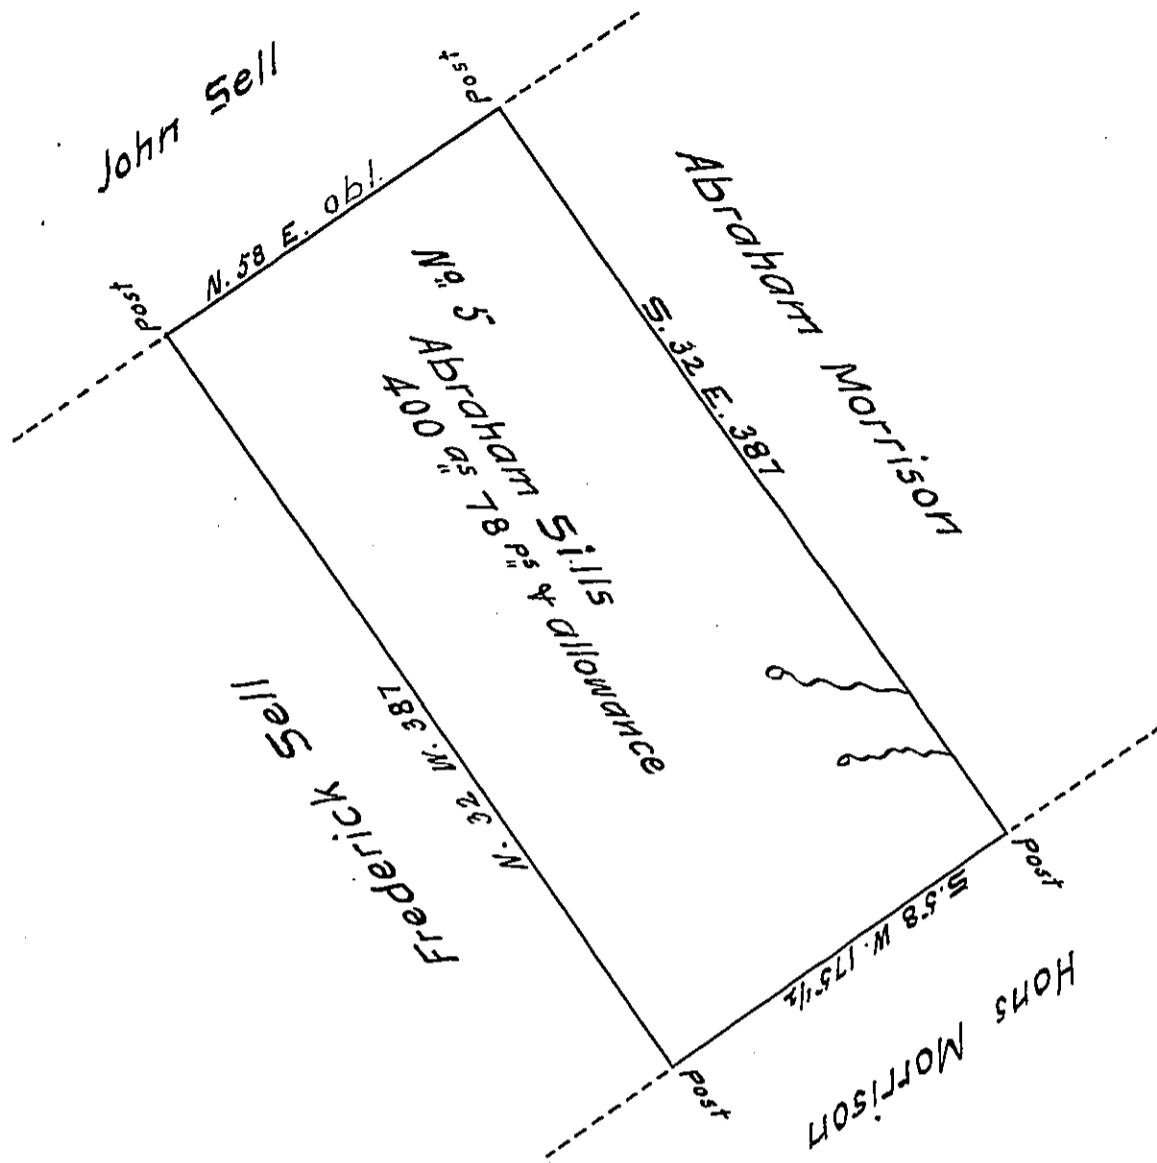 John Sell
post
N. 58 E. obl.
post
Abraham Morrison
S. 32 E. 387
No 5
Abraham Sills
400 as 78 ps & allowance
N. 32 W. 387
Frederick Sell
post
S. 58 W. 175 1/2
post
Hans Morrison